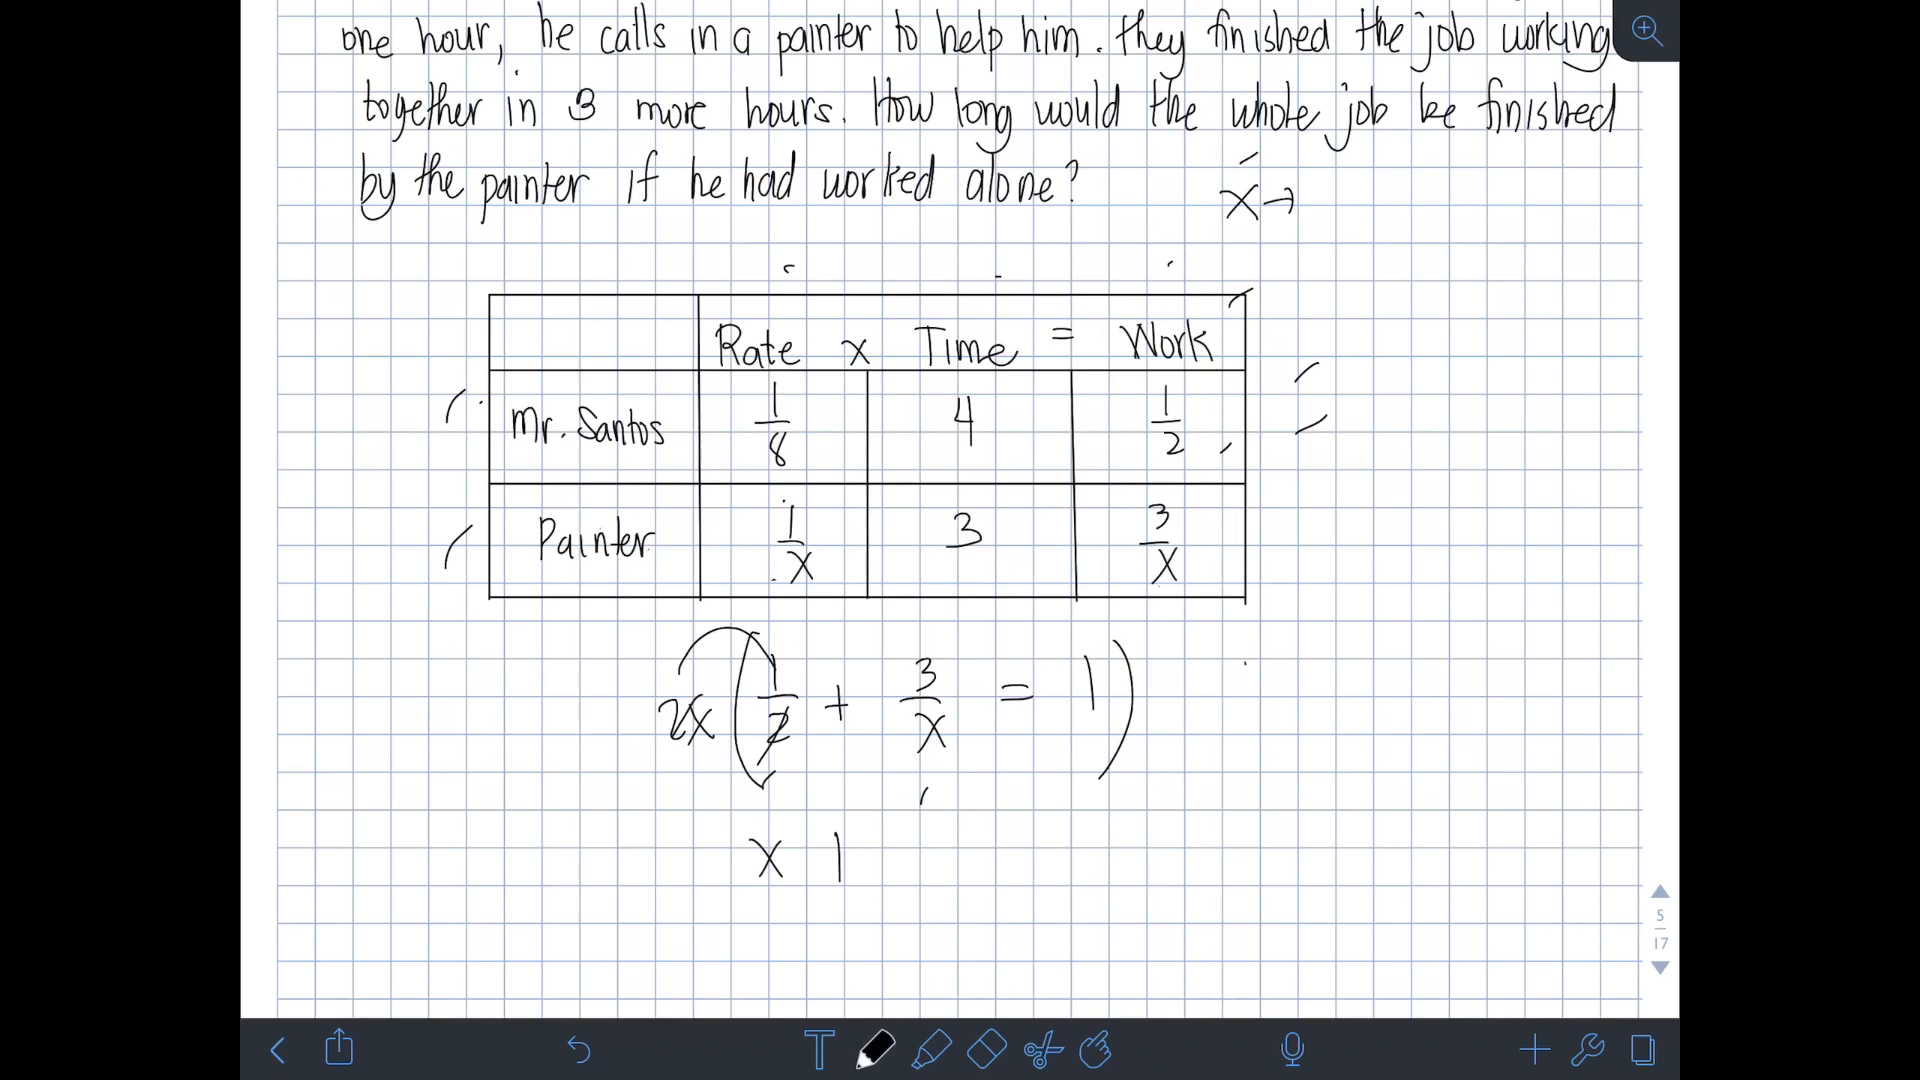 one hour, he calls in a painter to help him. they finished the job working
together in 3 more hours. How long would the whole job be finished
by the painter if he had worked alone?
x →
Rate x Time = Work
Mr. Santos 1/8 4 1/2
Painter 1/x 3 3/x
2x (1/2 + 3/x = 1)
x 1
5
17
T